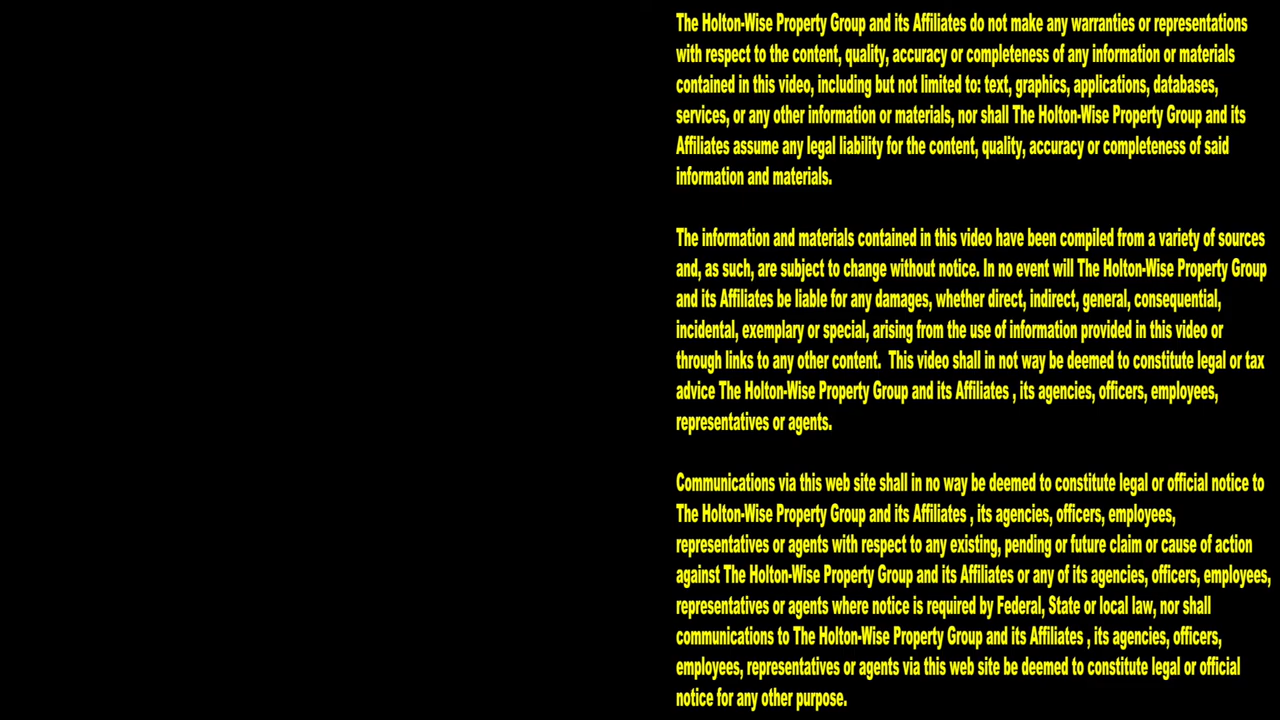 The Holton-Wise Property Group and its Affiliates do not make any warranties or representations
with respect to the content, quality, accuracy or completeness of any information or materials
contained in this video, including but not limited to: text, graphics, applications, databases,
services, or any other information or materials, nor shall The Holton-Wise Property Group and its
Affiliates assume any legal liability for the content, quality, accuracy or completeness of said
information and materials.
The information and materials contained in this video have been compiled from a variety of sources
and, as such, are subject to change without notice. In no event will The Holton-Wise Property Group
and its Affiliates be liable for any damages, whether direct, indirect, general, consequential,
incidental, exemplary or special, arising from the use of information provided in this video or
through links to any other content.  This video shall in not way be deemed to constitute legal or tax
advice The Holton-Wise Property Group and its Affiliates , its agencies, officers, employees,
representatives or agents.
Communications via this web site shall in no way be deemed to constitute legal or official notice to
The Holton-Wise Property Group and its Affiliates , its agencies, officers, employees,
representatives or agents with respect to any existing, pending or future claim or cause of action
against The Holton-Wise Property Group and its Affiliates or any of its agencies, officers, employees,
representatives or agents where notice is required by Federal, State or local law, nor shall
communications to The Holton-Wise Property Group and its Affiliates , its agencies, officers,
employees, representatives or agents via this web site be deemed to constitute legal or official
notice for any other purpose.